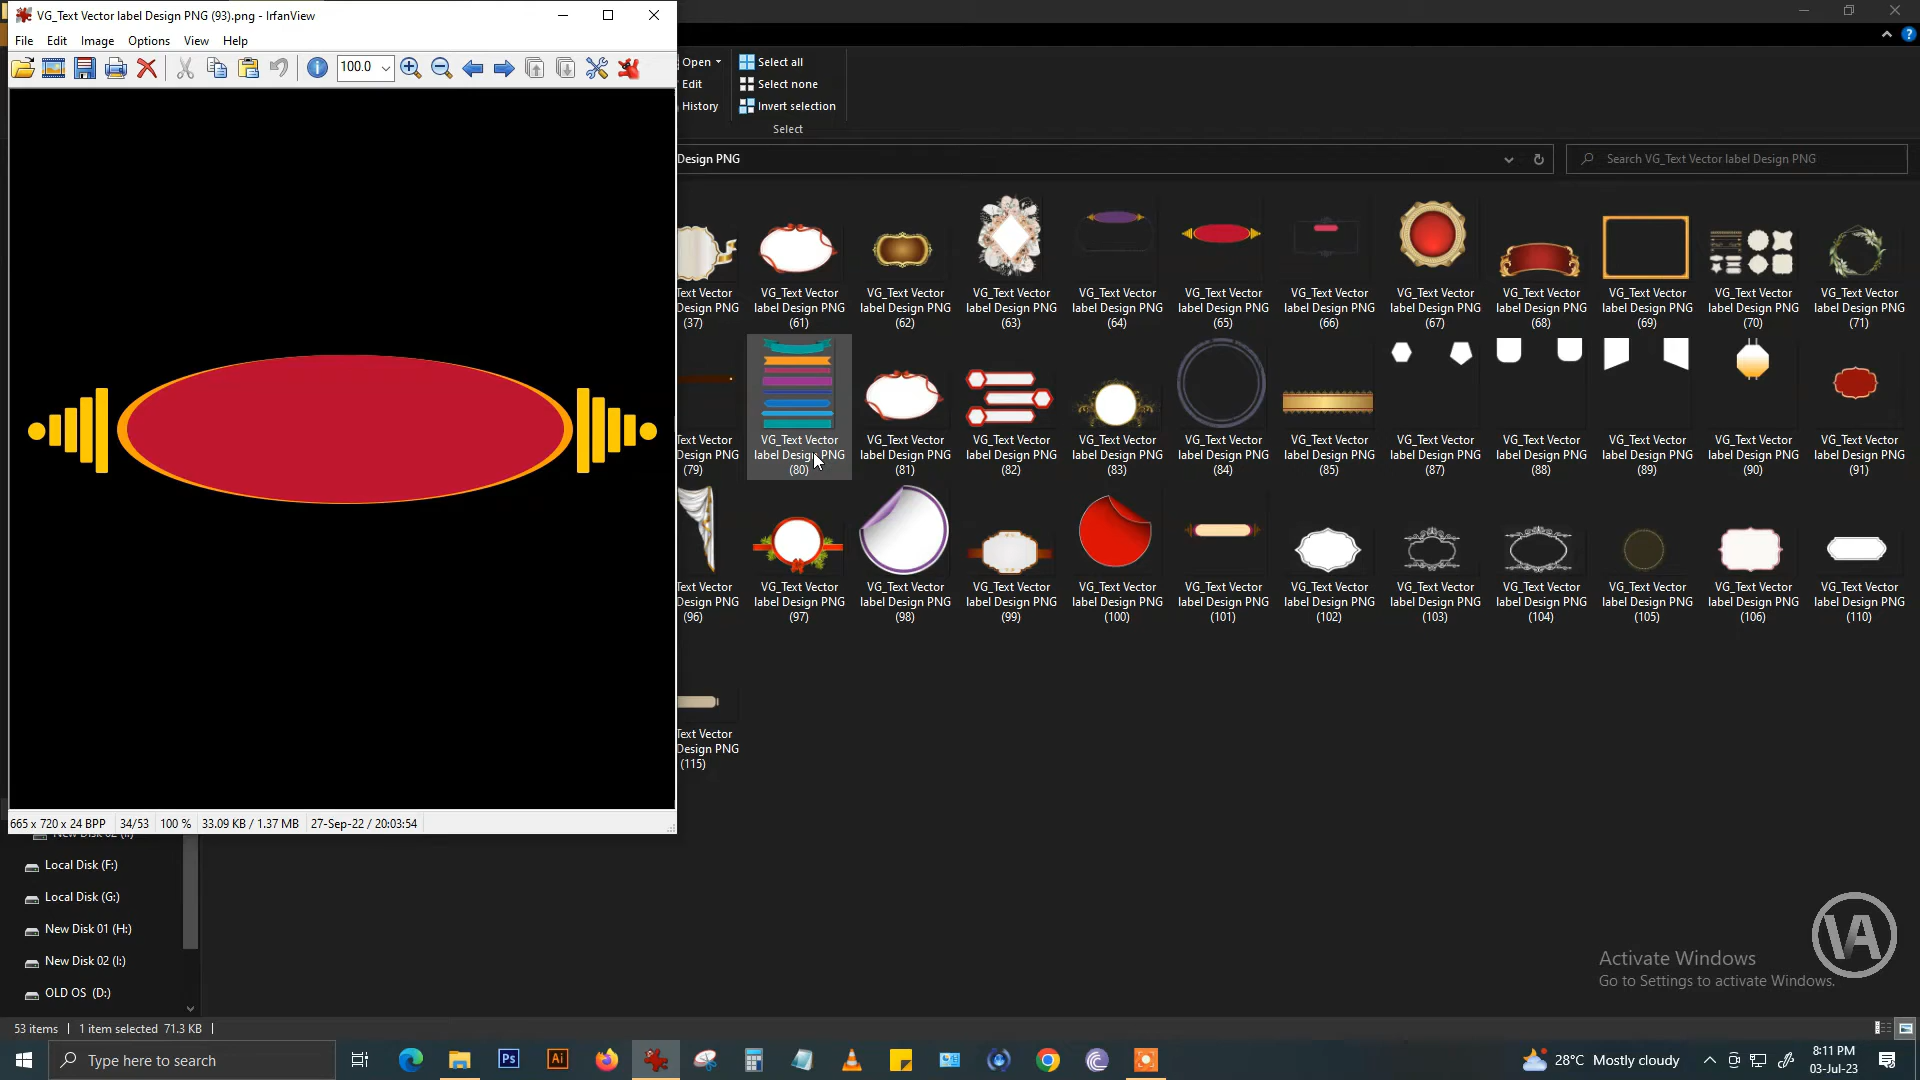 VG_Text Vector label Design PNG (93).png - IrfanView
File Edit Image Options View Help
100.0
Open
Edit
History
Select all
Select none
Invert selection
Select
Design PNG
Search VG_Text Vector label Design PNG
Text Vector
Design PNG
(37)
VG_Text Vector
label Design PNG
(61)
VG_Text Vector
label Design PNG
(62)
VG_Text Vector
label Design PNG
(63)
VG_Text Vector
label Design PNG
(64)
VG_Text Vector
label Design PNG
(65)
VG_Text Vector
label Design PNG
(66)
VG_Text Vector
label Design PNG
(67)
VG_Text Vector
label Design PNG
(68)
VG_Text Vector
label Design PNG
(69)
VG_Text Vector
label Design PNG
(70)
VG_Text Vector
label Design PNG
(71)
Text Vector
Design PNG
(79)
VG_Text Vector
label Design PNG
(80)
VG_Text Vector
label Design PNG
(81)
VG_Text Vector
label Design PNG
(82)
VG_Text Vector
label Design PNG
(83)
VG_Text Vector
label Design PNG
(84)
VG_Text Vector
label Design PNG
(85)
VG_Text Vector
label Design PNG
(87)
VG_Text Vector
label Design PNG
(88)
VG_Text Vector
label Design PNG
(89)
VG_Text Vector
label Design PNG
(90)
VG_Text Vector
label Design PNG
(91)
Text Vector
Design PNG
(96)
VG_Text Vector
label Design PNG
(97)
VG_Text Vector
label Design PNG
(98)
VG_Text Vector
label Design PNG
(99)
VG_Text Vector
label Design PNG
(100)
VG_Text Vector
label Design PNG
(101)
VG_Text Vector
label Design PNG
(102)
VG_Text Vector
label Design PNG
(103)
VG_Text Vector
label Design PNG
(104)
VG_Text Vector
label Design PNG
(105)
VG_Text Vector
label Design PNG
(106)
VG_Text Vector
label Design PNG
(110)
Text Vector
Design PNG
(115)
665 x 720 x 24 BPP 34/53 100 % 33.09 KB / 1.37 MB 27-Sep-22 / 20:03:54
New Disk 02 (I:)
Local Disk (F:)
Local Disk (G:)
New Disk 01 (H:)
New Disk 02 (I:)
OLD OS (D:)
VA
Activate Windows
Go to Settings to activate Windows.
53 items 1 item selected 71.3 KB
Type here to search
Ps
Ai
28°C Mostly cloudy
8:11 PM
03-Jul-23